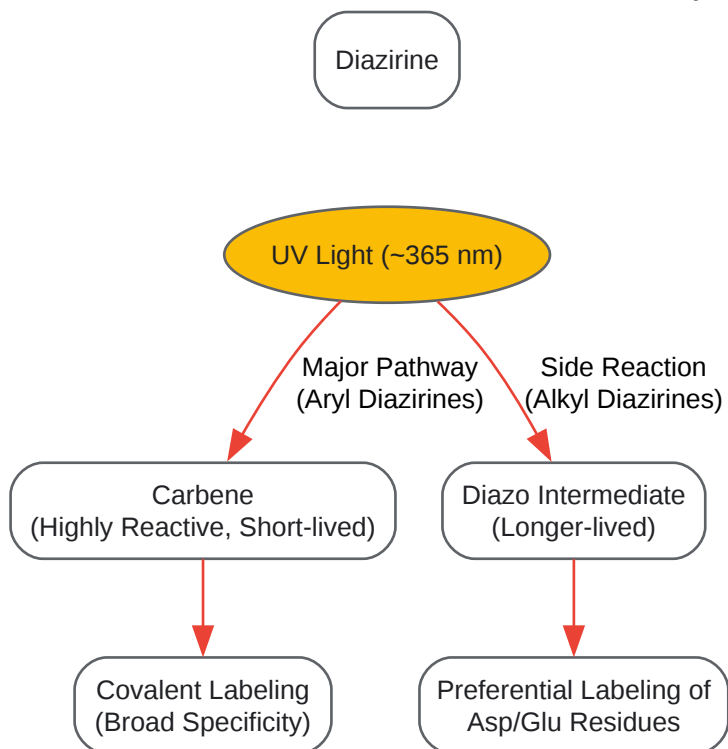 Diazirine
UV Light (~365 nm)
Major Pathway
(Aryl Diazirines)
Side Reaction
(Alkyl Diazirines)
Carbene
(Highly Reactive, Short-lived)
Diazo Intermediate
(Longer-lived)
Covalent Labeling
(Broad Specificity)
Preferential Labeling of
Asp/Glu Residues